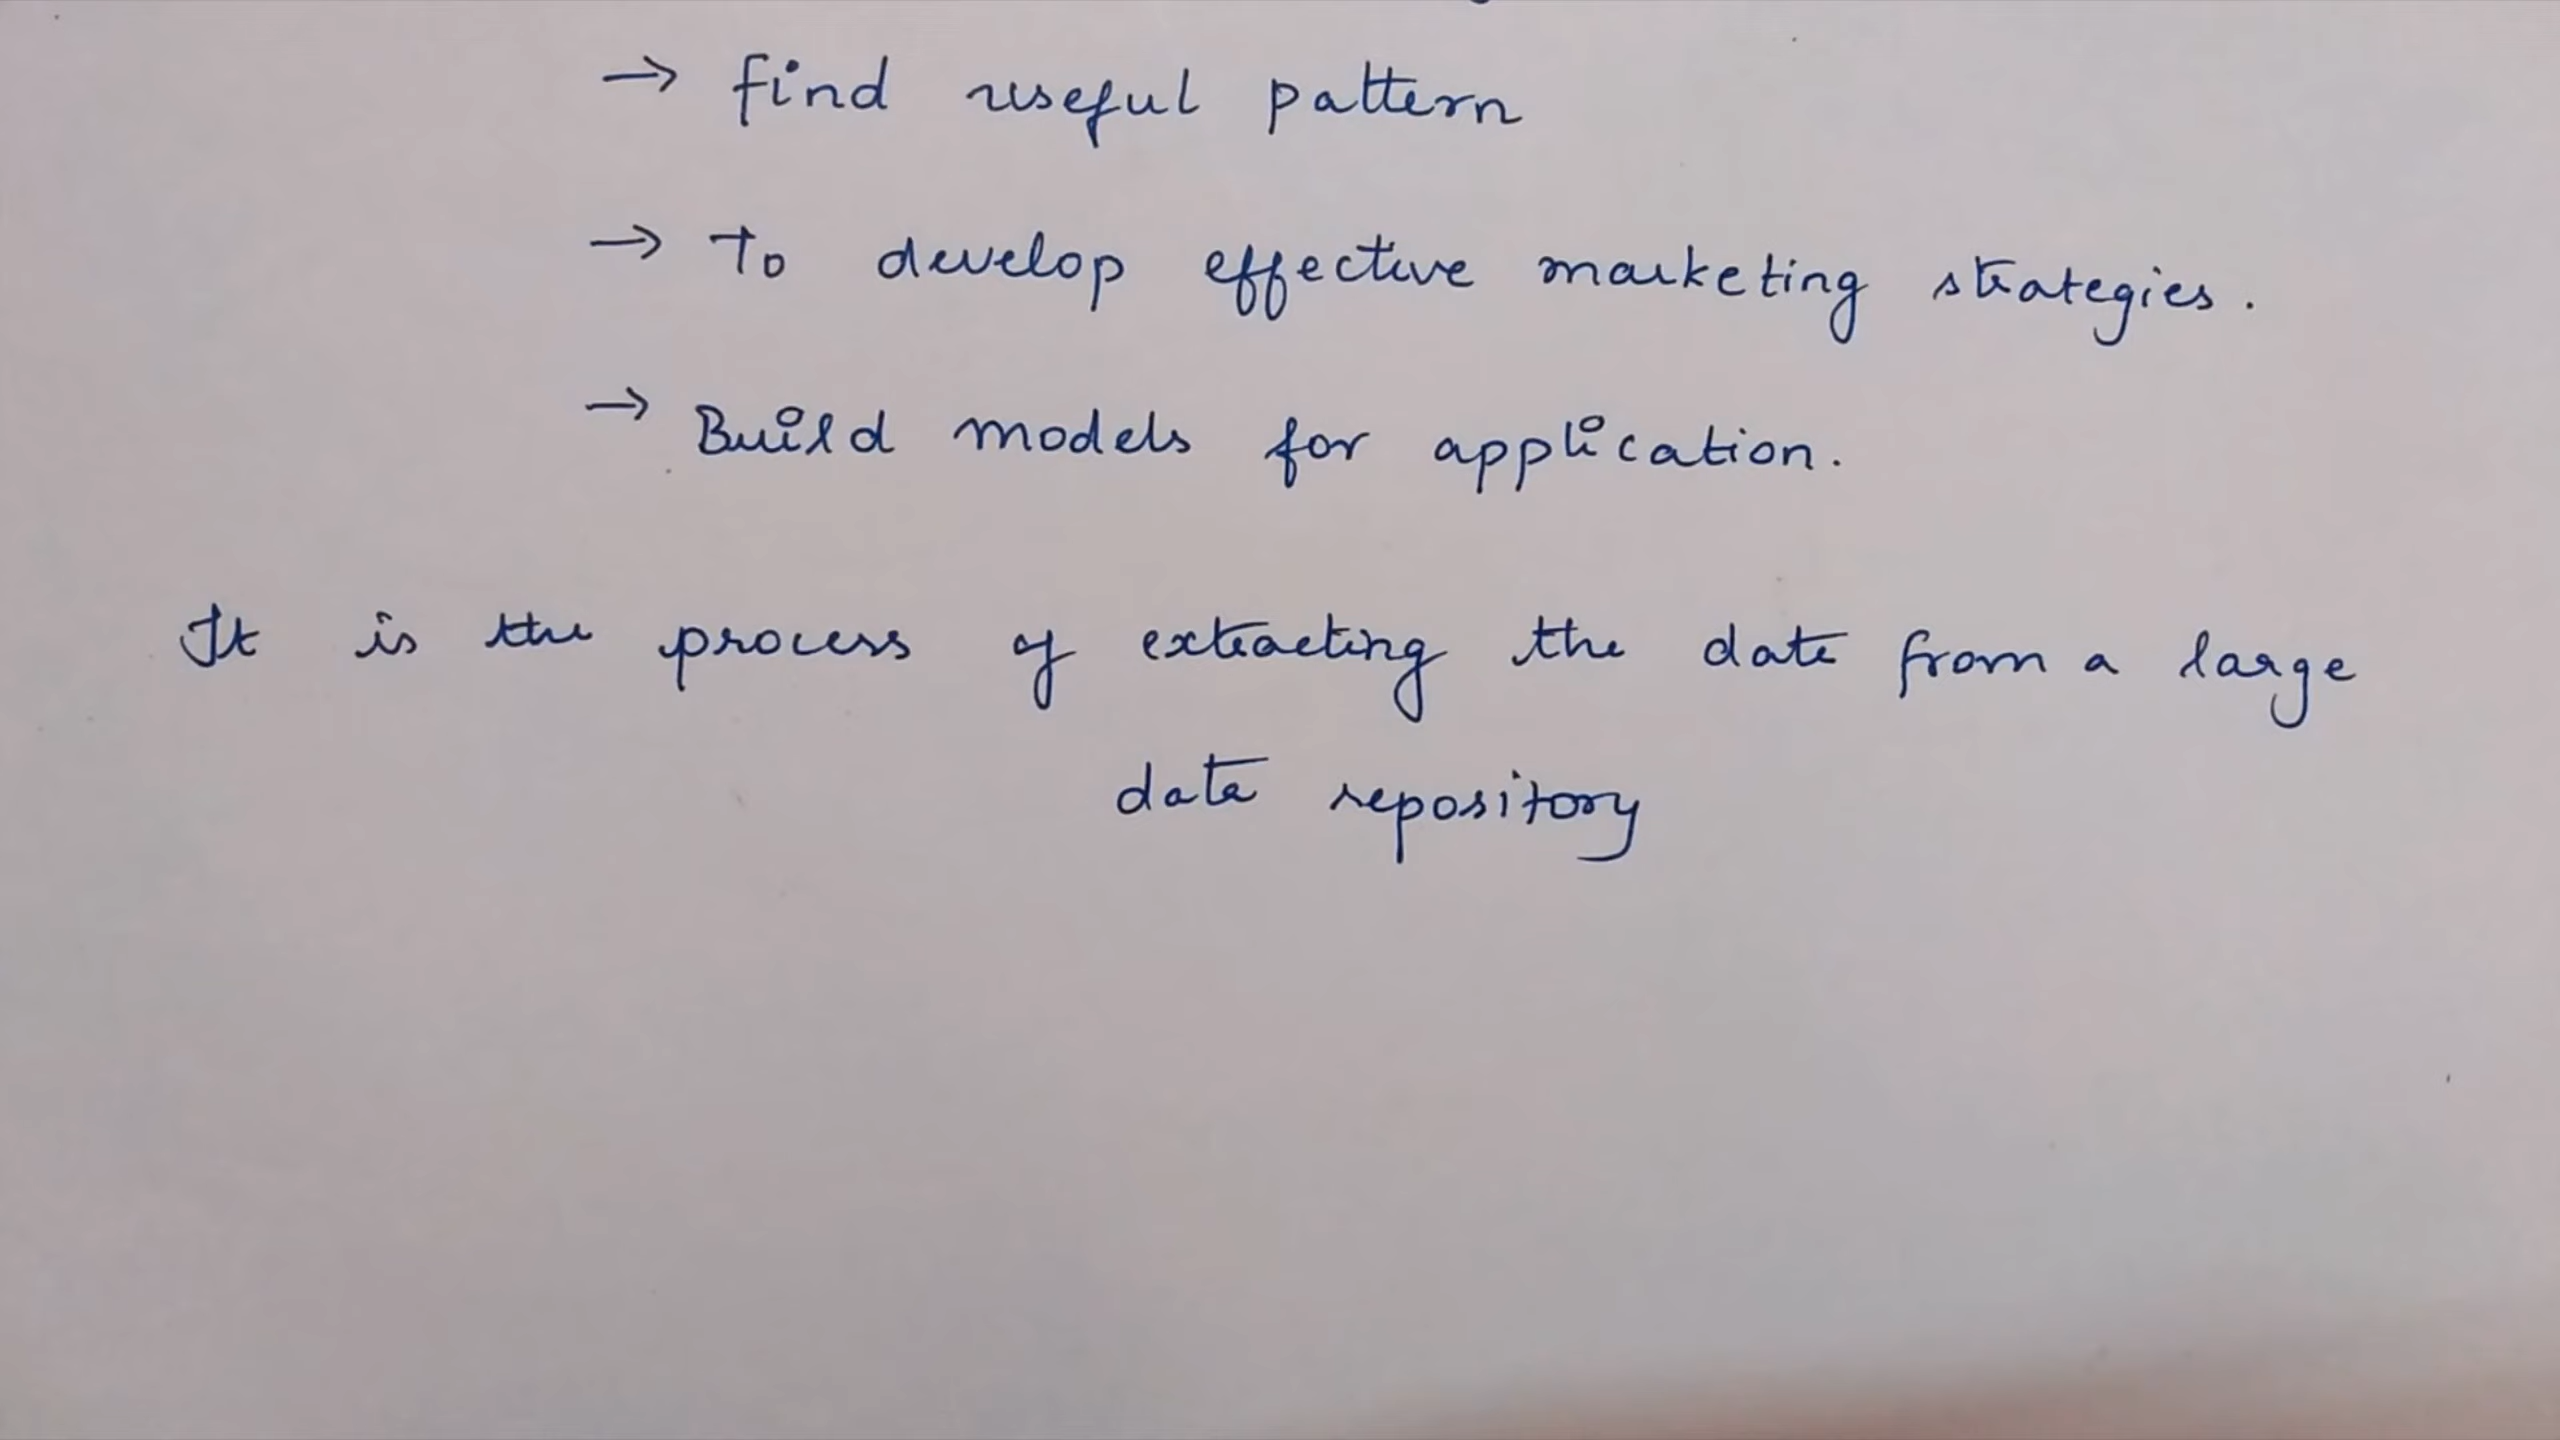 → find useful pattern
→ To develop effective marketing strategies.
→ Build models for application.
It is the process of extracting the data from a large
data repository